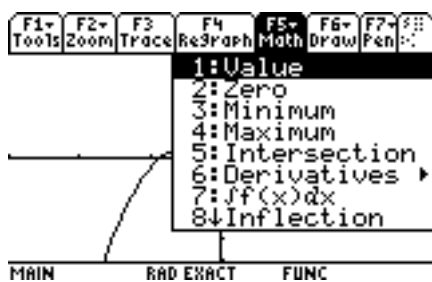 F1▾ F2▾ F3 F4 F5▾ F6▾ F7▾
Tools Zoom Trace ReGraph Math Draw Pen
1:Value
2:Zero
3:Minimum
4:Maximum
5:Intersection
6:Derivatives ▸
7:∫f(x)dx
8↓Inflection
MAIN RAD EXACT FUNC